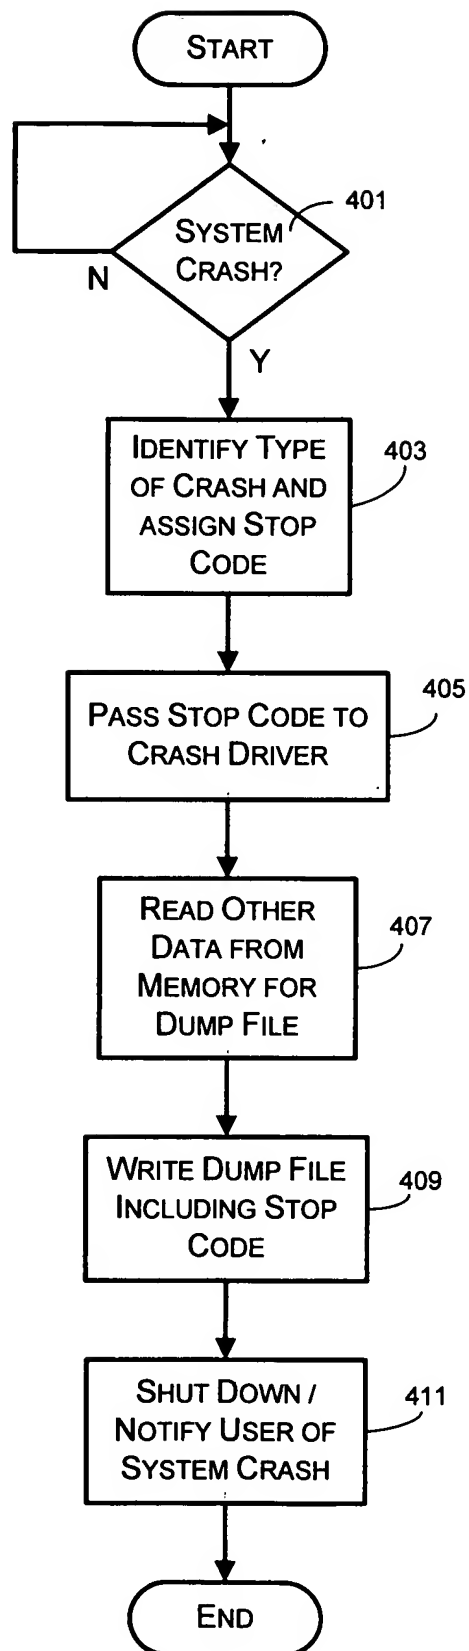 START
401
SYSTEM
CRASH?
N
Y
IDENTIFY TYPE
OF CRASH AND
ASSIGN STOP
CODE
403
PASS STOP CODE TO
CRASH DRIVER
405
READ OTHER
DATA FROM
MEMORY FOR
DUMP FILE
407
WRITE DUMP FILE
INCLUDING STOP
CODE
409
SHUT DOWN /
NOTIFY USER OF
SYSTEM CRASH
411
END